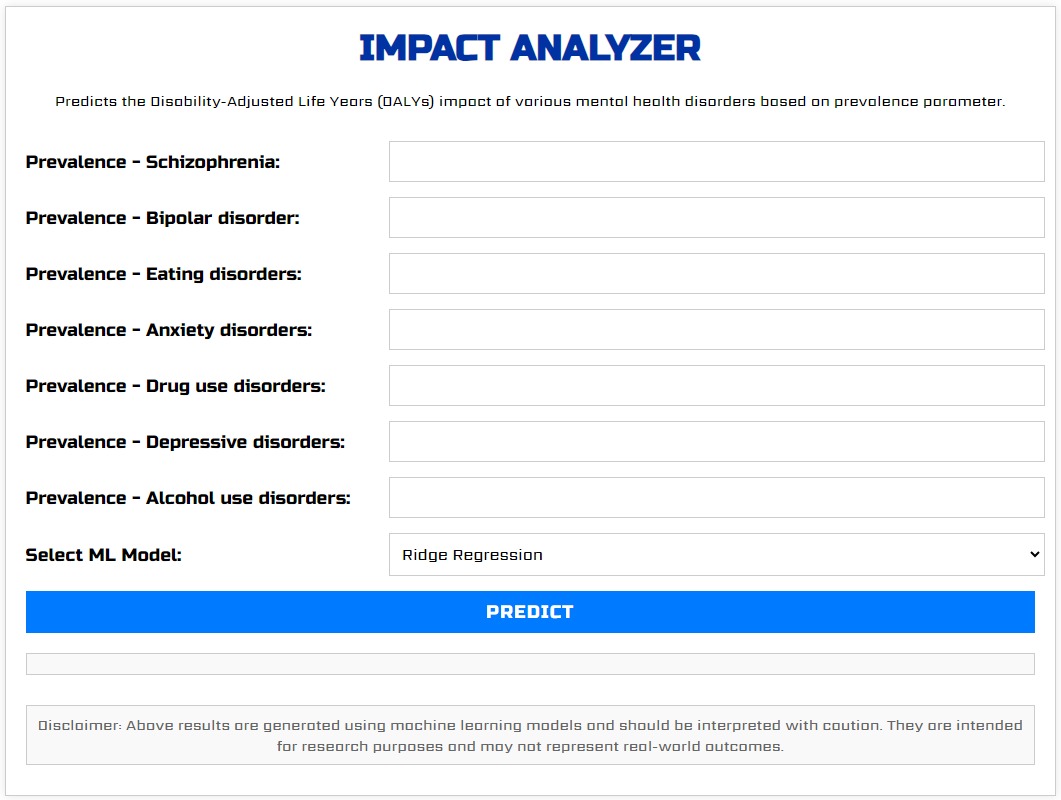 IMPACT ANALYZER
Predicts the Disability-Adjusted Life Years (DALYs) impact of various mental health disorders based on prevalence parameter.
Prevalence - Schizophrenia:
Prevalence - Bipolar disorder:
Prevalence - Eating disorders:
Prevalence - Anxiety disorders:
Prevalence - Drug use disorders:
Prevalence - Depressive disorders:
Prevalence - Alcohol use disorders:
Select ML Model: Ridge Regression
PREDICT
Disclaimer: Above results are generated using machine learning models and should be interpreted with caution. They are intended
for research purposes and may not represent real-world outcomes.